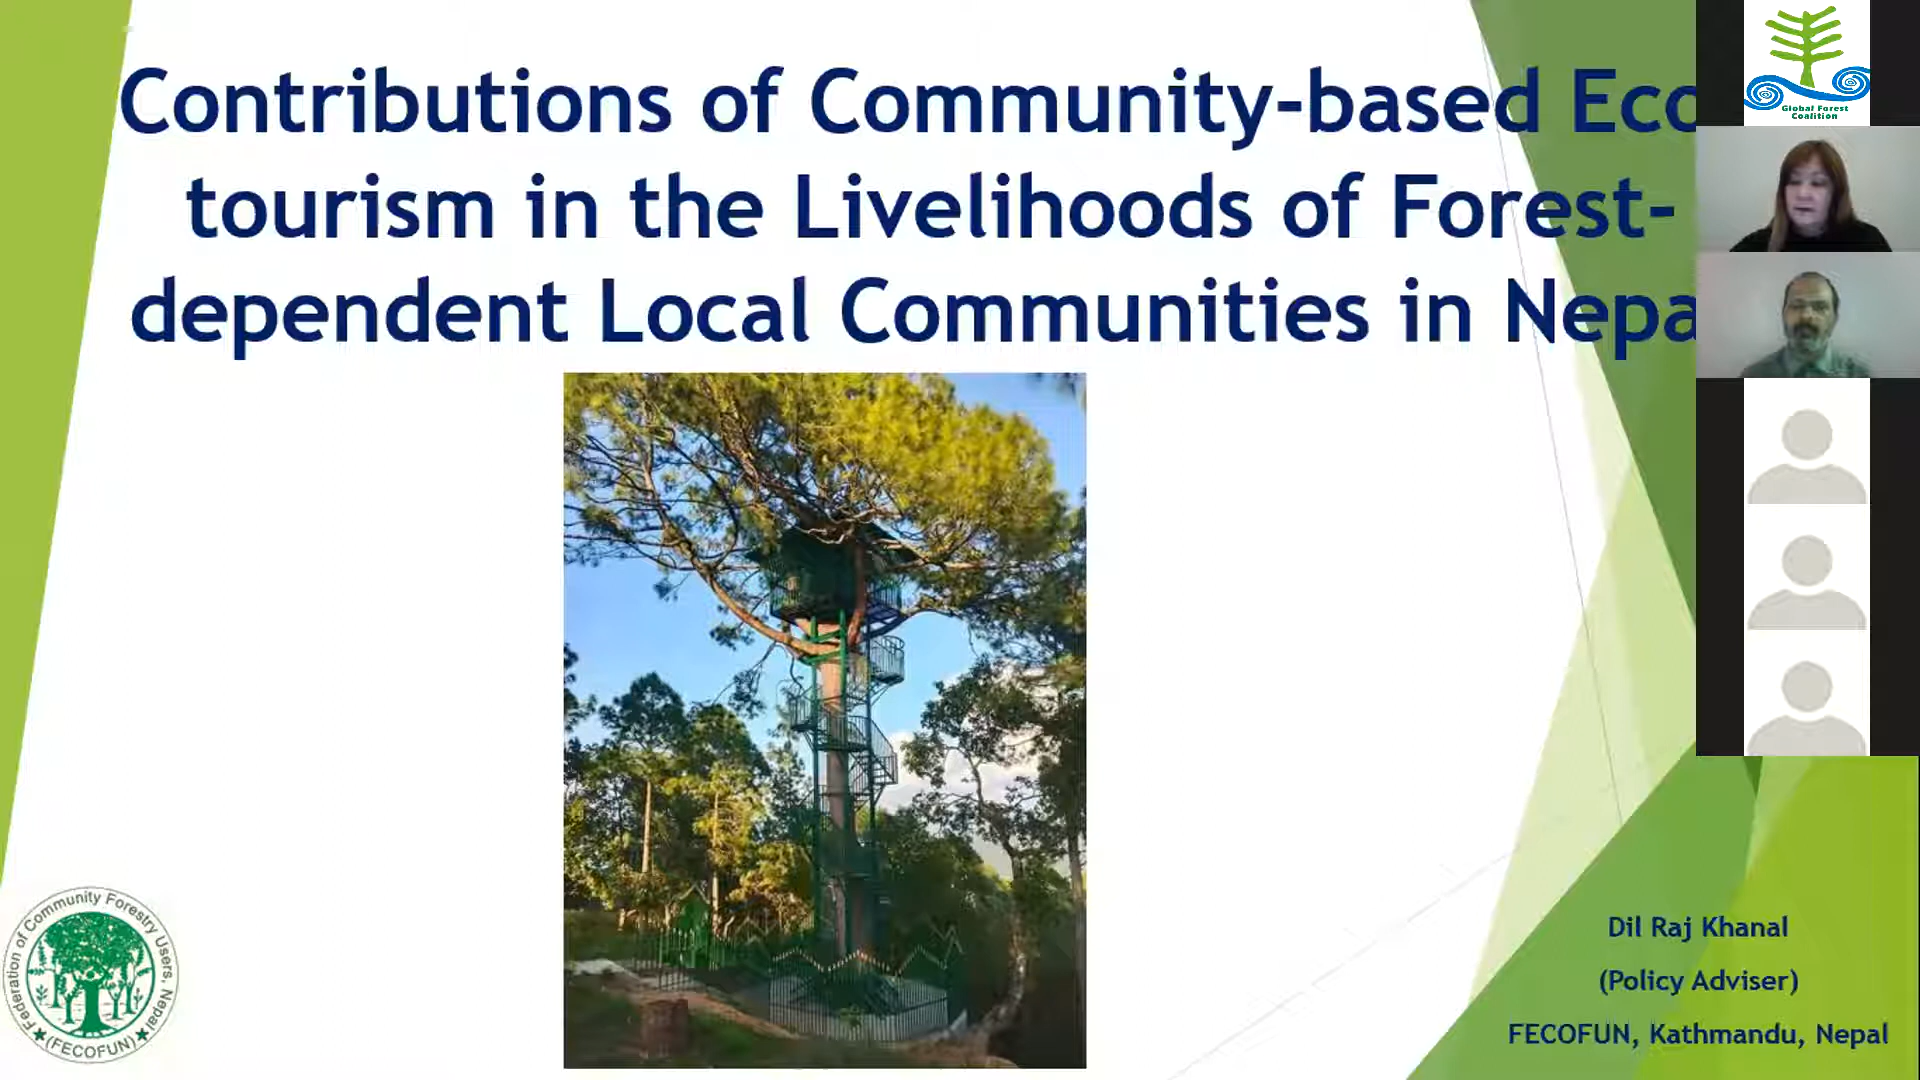 Contributions of Community-based Eco
tourism in the Livelihoods of Forest-
dependent Local Communities in Nepa
Global Forest
Coalition
Federation of Community Forestry Users, Nepal
(FECOFUN)
Dil Raj Khanal
(Policy Adviser)
FECOFUN, Kathmandu, Nepal